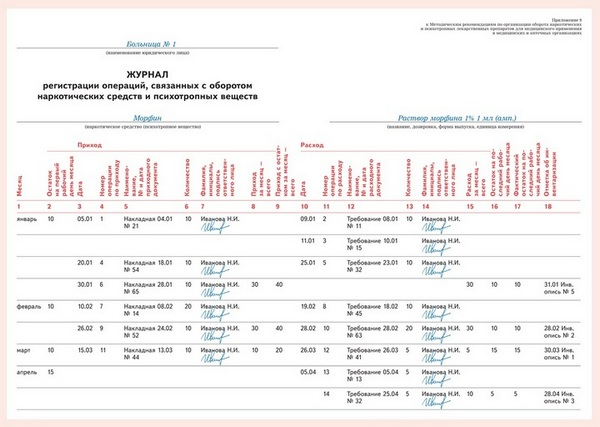 Приложение 9
к Методическим рекомендациям по организации оборота наркотических
и психотропных лекарственных препаратов для медицинского применения
в медицинских и аптечных организациях
Больница № 1
(наименование юридического лица)
ЖУРНАЛ
регистрации операций, связанных с оборотом
наркотических средств и психотропных веществ
Морфин
(наркотическое средство (психотропное вещество))
Раствор морфина 1% 1 мл (амп.)
(название, дозировка, форма выпуска, единица измерения)
Приход
Расход
Месяц
Остаток на первый рабочий день месяца
Дата
Номер операции по приходу
Наименование, № и дата приходного документа
Количество
Фамилия, инициалы, подпись ответственного лица
Приход за месяц — всего
Приход с остатком за месяц — всего
Дата
Номер операции по расходу
Наименование, № и дата расходного документа
Количество
Фамилия, инициалы, подпись ответственного лица
Расход за месяц — всего
Остаток на последний рабочий день месяца
Фактический остаток на последний рабочий день месяца
Отметка об инвентаризации
1 2 3 4 5 6 7 8 9 10 11 12 13 14 15 16 17 18
январь 10 05.01 1 Накладная 04.01 10 Иванова Н.И. 09.01 2 Требование 08.01 10 Иванова Н.И.
№ 21 № 11
11.01 3 Требование 10.01 Иванова Н.И.
№ 15
20.01 4 Накладная 18.01 10 Иванова Н.И. 25.01 5 Требование 23.01 10 Иванова Н.И.
№ 54 № 32
30.01 6 Накладная 28.01 10 Иванова Н.И. 30 40 30 10 10 31.01 Инв.
№ 65 опись № 5
февраль 10 10.02 7 Накладная 08.02 20 Иванова Н.И. 19.02 8 Требование 18.02 10 Иванова Н.И.
№ 14 № 45
26.02 9 Накладная 24.02 10 Иванова Н.И. 30 40 28.02 10 Требование 26.02 20 Иванова Н.И. 30 10 10 28.02 Инв.
№ 52 № 63 опись № 2
март 10 15.03 11 Накладная 13.03 10 Иванова Н.И. 10 20 26.03 12 Требование 26.03 5 Иванова Н.И. 5 15 15 30.03 Инв.
№ 44 № 41 опись № 1
апрель 15 05.04 13 Требование 05.04 5 Иванова Н.И.
№ 13
14 Требование 25.04 5 Иванова Н.И. 10 5 5 28.04 Инв.
№ 32 опись № 3